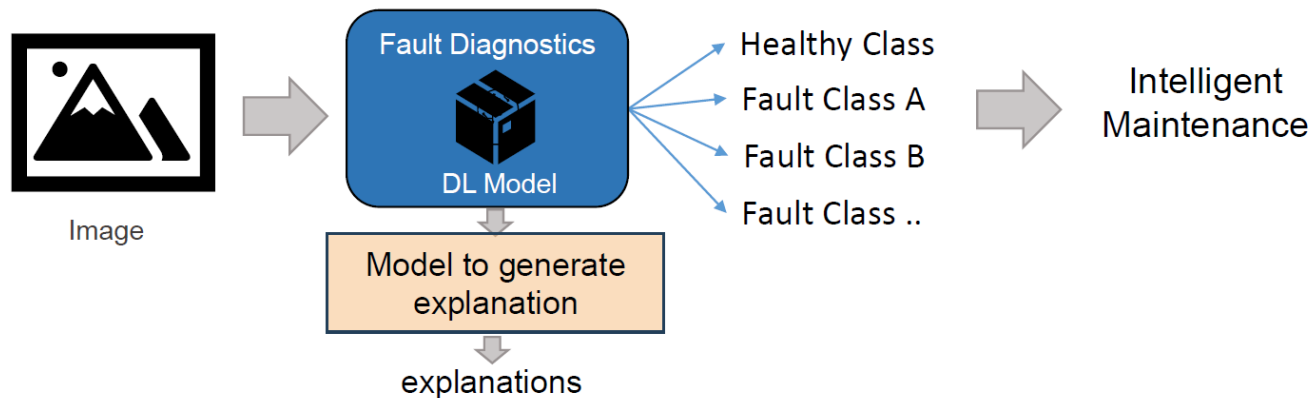 Image
Fault Diagnostics
DL Model
Model to generate
explanation
explanations
Healthy Class
Fault Class A
Fault Class B
Fault Class ..
Intelligent
Maintenance